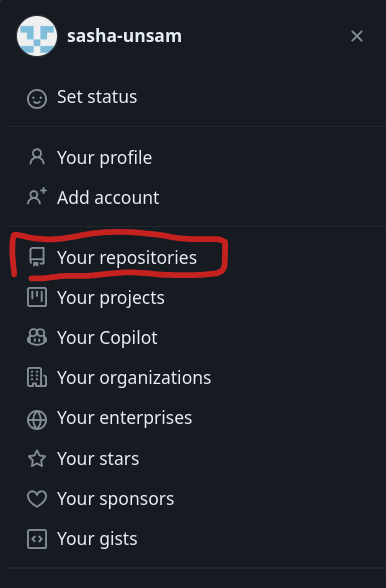 sasha-unsam
Set status
Your profile
Add account
Your repositories
Your projects
Your Copilot
Your organizations
Your enterprises
Your stars
Your sponsors
Your gists